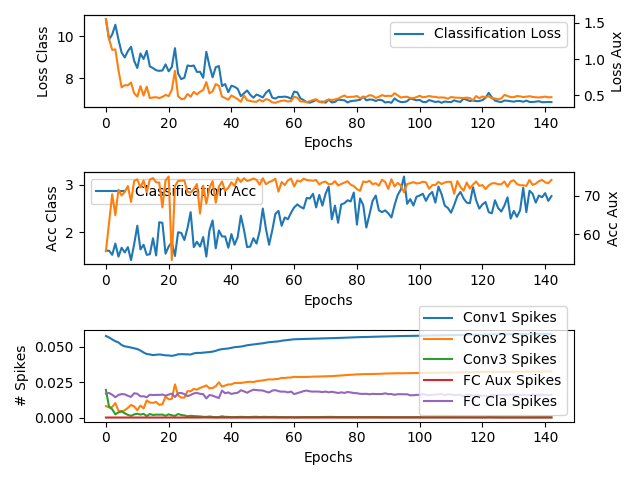 Loss Class
10
8
Classification Loss
1.5
1.0
0.5
Loss Aux
0 20 40 60 80 100 120 140
Epochs
Acc Class
3
2
Classification Acc
70
60
Acc Aux
0 20 40 60 80 100 120 140
Epochs
# Spikes
0.050
0.025
0.000
Conv1 Spikes
Conv2 Spikes
Conv3 Spikes
FC Aux Spikes
FC Cla Spikes
0 20 40 60 80 100 120 140
Epochs